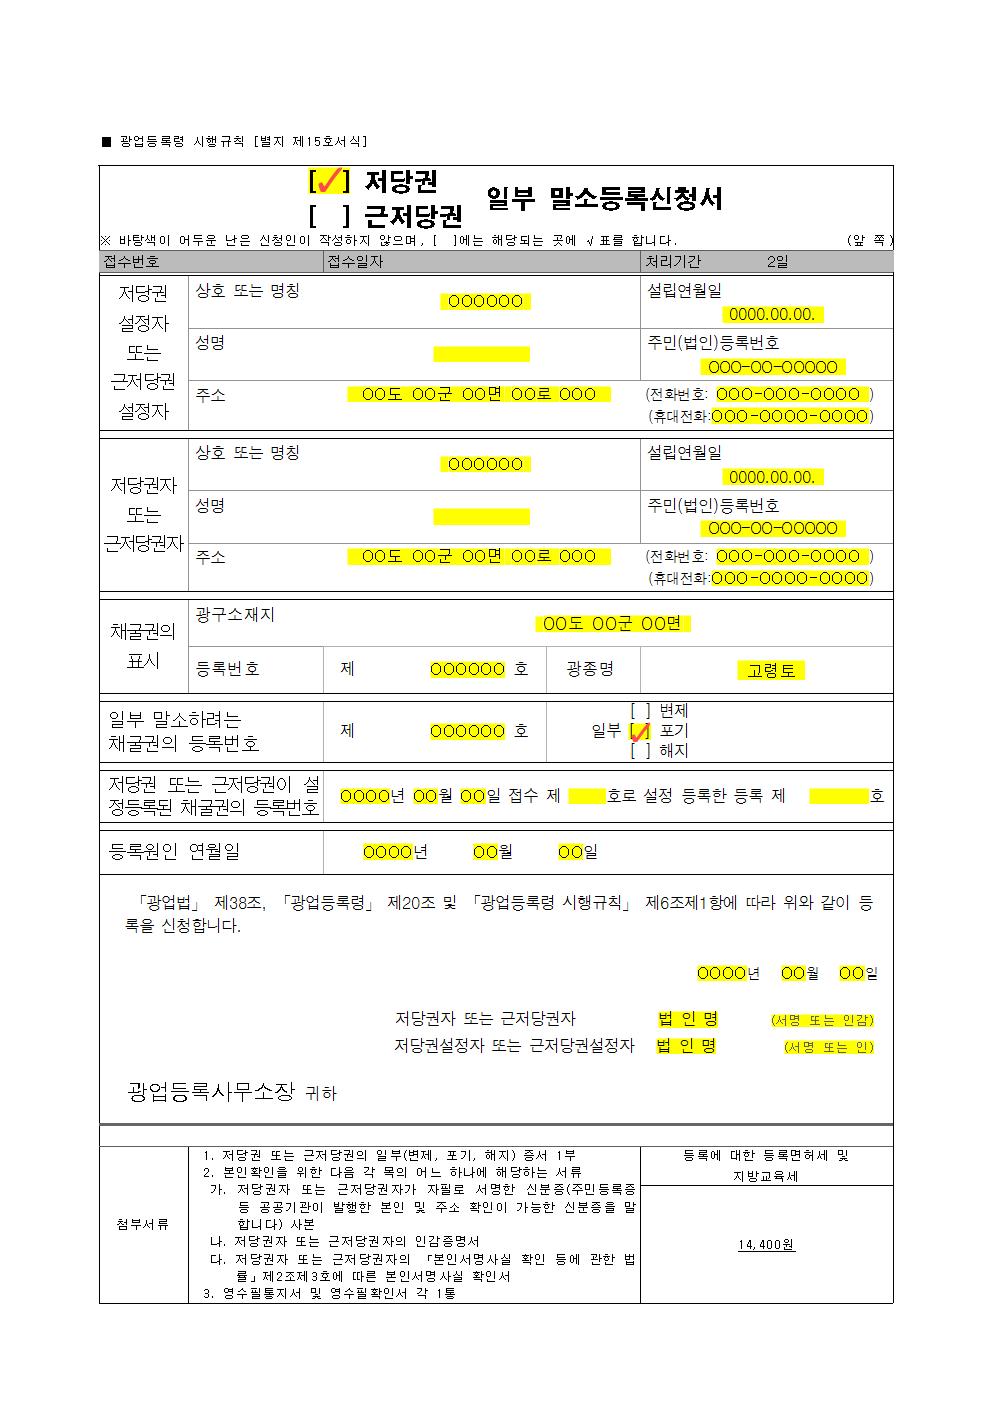 ■ 광업등록령 시행규칙 [별지 제15호서식]
[✓] 저당권
[ ] 근저당권
일부 말소등록신청서
※ 바탕색이 어두운 난은 신청인이 작성하지 않으며, [ ]에는 해당되는 곳에 √표를 합니다. (앞 쪽)
접수번호 접수일자 처리기간 2일
저당권
설정자
또는
근저당권
설정자
상호 또는 명칭 OOOOOO
설립연월일 0000.00.00.
성명
주민(법인)등록번호 OOO-OO-OOOOO
주소 OO도 OO군 OO면 OO로 OOO
(전화번호: OOO-OOO-OOOO )
(휴대전화:OOO-OOOO-OOOO)
저당권자
또는
근저당권자
상호 또는 명칭 OOOOOO
설립연월일 0000.00.00.
성명
주민(법인)등록번호 OOO-OO-OOOOO
주소 OO도 OO군 OO면 OO로 OOO
(전화번호: OOO-OOO-OOOO )
(휴대전화:OOO-OOOO-OOOO)
채굴권의
표시
광구소재지 OO도 OO군 OO면
등록번호 제 OOOOOO 호 광종명 고령토
일부 말소하려는
채굴권의 등록번호
제 OOOOOO 호
일부
[ ] 변제
[✓] 포기
[ ] 해지
저당권 또는 근저당권이 설
정등록된 채굴권의 등록번호
OOOO년 OO월 OO일 접수 제 호로 설정 등록한 등록 제 호
등록원인 연월일 OOOO년 OO월 OO일
「광업법」 제38조, 「광업등록령」 제20조 및 「광업등록령 시행규칙」 제6조제1항에 따라 위와 같이 등
록을 신청합니다.
OOOO년 OO월 OO일
저당권자 또는 근저당권자 법 인 명 (서명 또는 인감)
저당권설정자 또는 근저당권설정자 법 인 명 (서명 또는 인)
광업등록사무소장 귀하
첨부서류
1. 저당권 또는 근저당권의 일부(변제, 포기, 해지) 증서 1부
2. 본인확인을 위한 다음 각 목의 어느 하나에 해당하는 서류
가. 저당권자 또는 근저당권자가 자필로 서명한 신분증(주민등록증
등 공공기관이 발행한 본인 및 주소 확인이 가능한 신분증을 말
합니다) 사본
나. 저당권자 또는 근저당권자의 인감증명서
다. 저당권자 또는 근저당권자의 「본인서명사실 확인 등에 관한 법
률」제2조제3호에 따른 본인서명사실 확인서
3. 영수필통지서 및 영수필확인서 각 1통
등록에 대한 등록면허세 및
지방교육세
14,400원